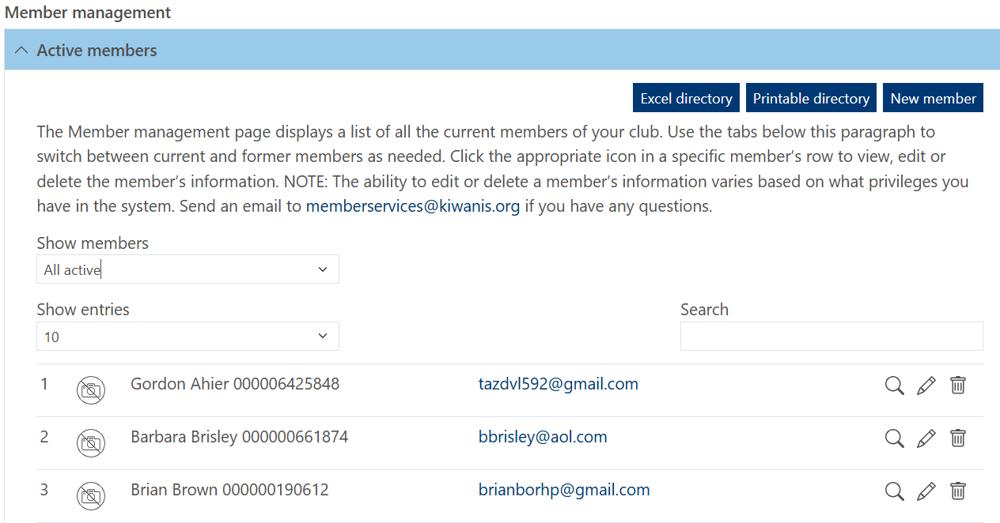 Member management
Active members
Excel directory Printable directory New member
The Member management page displays a list of all the current members of your club. Use the tabs below this paragraph to
switch between current and former members as needed. Click the appropriate icon in a specific member’s row to view, edit or
delete the member’s information. NOTE: The ability to edit or delete a member’s information varies based on what privileges you
have in the system. Send an email to memberservices@kiwanis.org if you have any questions.
Show members
All active
Show entries Search
10
1 Gordon Ahier 000006425848 tazdvl592@gmail.com
2 Barbara Brisley 000000661874 bbrisley@aol.com
3 Brian Brown 000000190612 brianborhp@gmail.com